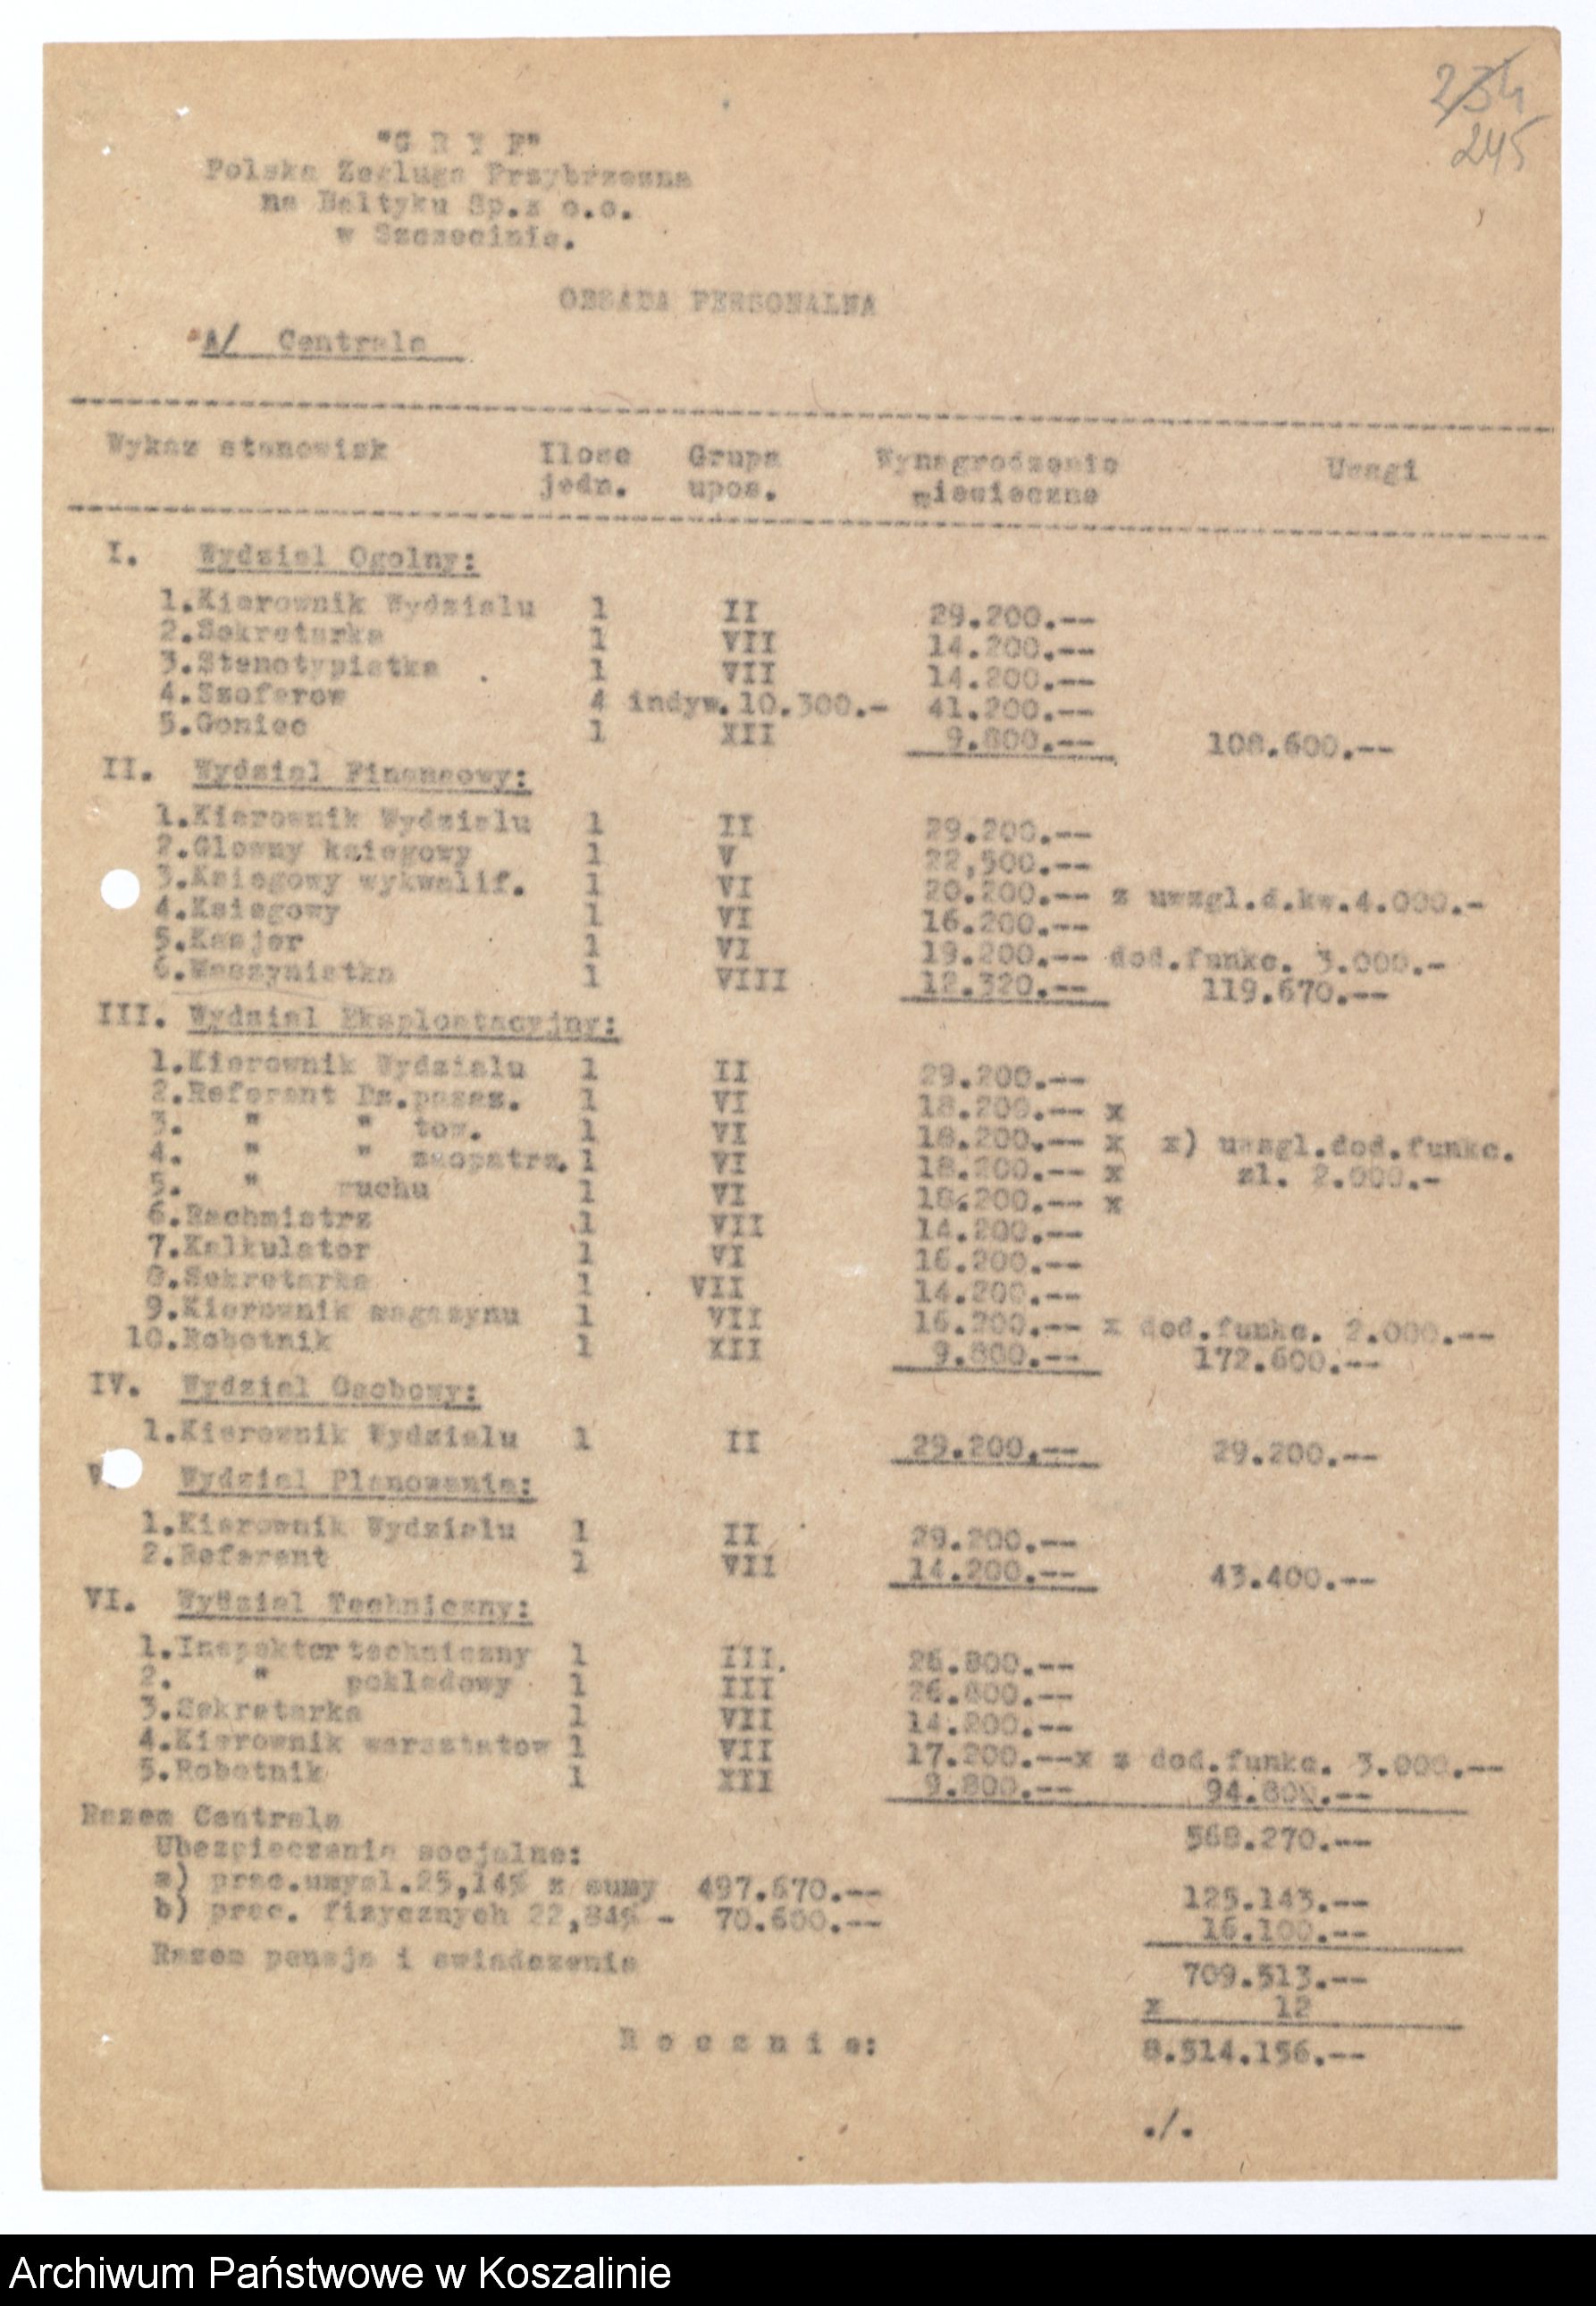 234
245
"G R Y F"
Polska Zegluga Przybrzezna
na Baltyku Sp.z o.o.
w Szczecinie.
OBSADA PERSONALNA
A/ Centrala
Wykaz stanowisk Ilosc Grupa Wynagrodzenie Uwagi
jedn. upos. miesieczne
I. Wydzial Ogolny:
1.Kierownik Wydzialu 1 II 29.200.--
2.Sekretarka 1 VII 14.200.--
3.Stenotypistka 1 VII 14.200.--
4.Szoferow 4 indyw.10.300.- 41.200.--
5.Goniec 1 XII 9.800.-- 108.600.--
II. Wydzial Finansowy:
1.Kierownik Wydzialu 1 II 29.200.--
2.Glowny ksiegowy 1 V 22,500.--
3.Ksiegowy wykwalif. 1 VI 20.200.-- z uwzgl.d.kw.4.000.-
4.Ksiegowy 1 VI 16.200.--
5.Kasjer 1 VI 19.200.-- dod.funkc. 3.000.-
6.Maszynistka 1 VIII 12.320.-- 119.670.--
III. Wydzial Eksploatacyjny:
1.Kierownik Wydzialu 1 II 29.200.--
2.Referent Dz.pasaz. 1 VI 18.200.-- x
3. " " tow. 1 VI 18.200.-- x x) uwzgl.dod.funkc.
4. " " zaopatrz. 1 VI 18.200.-- x zl. 2.000.-
5. " ruchu 1 VI 18.200.-- x
6.Rachmistrz 1 VII 14.200.--
7.Kalkulator 1 VI 16.200.--
8.Sekretarka 1 VII 14.200.--
9.Kierownik magazynu 1 VII 16.200.-- x dod.funkc. 2.000.--
10.Robotnik 1 XII 9.800.-- 172.600.--
IV. Wydzial Osobowy:
1.Kierownik Wydzialu 1 II 29.200.-- 29.200.--
V. Wydzial Planowania:
1.Kierownik Wydzialu 1 II 29.200.--
2.Referent 1 VII 14.200.-- 43.400.--
VI. Wydzial Techniczny:
1.Inspektor techniczny 1 III. 26.800.--
2. " pokladowy 1 III 26.800.--
3.Sekretarka 1 VII 14.200.--
4.Kierownik warsztatow 1 VII 17.200.--x z dod.funkc. 3.000.--
5.Robotnik 1 XII 9.800.-- 94.800.--
Razem Centrala 568.270.--
Ubezpieczenia socjalne:
a) prac.umysl.25,14% z sumy 497.670.-- 125.143.--
b) prac. fizycznych 22,84% - 70.600.-- 16.100.--
Razem pensja i swiadczenia 709.513.--
x 12
R o c z n i e: 8.514.156.--
./.
Archiwum Państwowe w Koszalinie